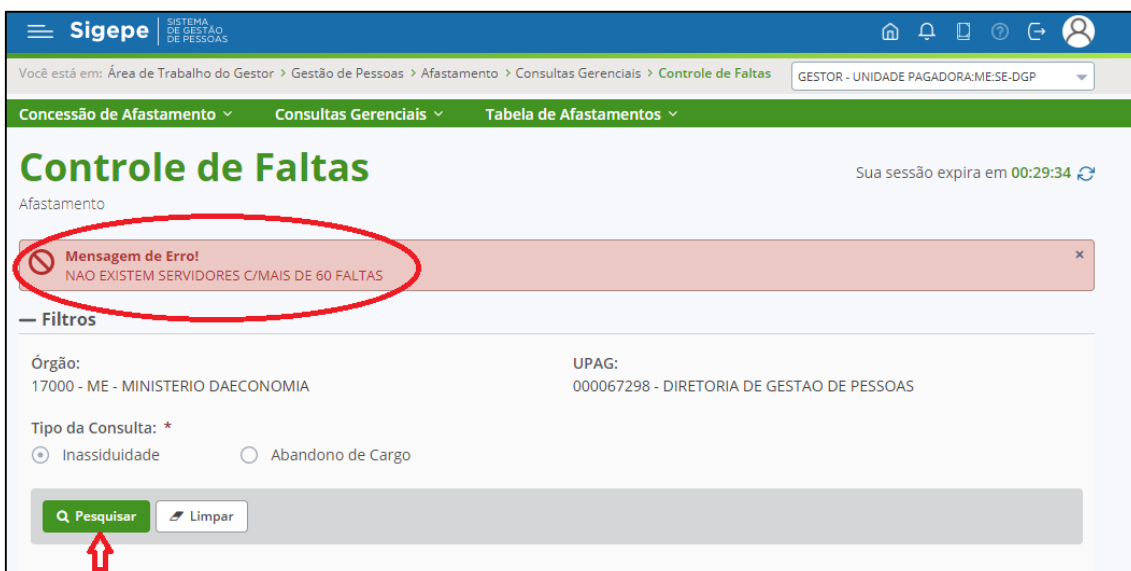 Sigepe
SISTEMA
DE GESTÃO
DE PESSOAS
Você está em: Área de Trabalho do Gestor > Gestão de Pessoas > Afastamento > Consultas Gerenciais > Controle de Faltas
GESTOR - UNIDADE PAGADORA:ME:SE-DGP
Concessão de Afastamento
Consultas Gerenciais
Tabela de Afastamentos
Controle de Faltas
Sua sessão expira em 00:29:34
Afastamento
Mensagem de Erro!
NAO EXISTEM SERVIDORES C/MAIS DE 60 FALTAS
— Filtros
Órgão:
17000 - ME - MINISTERIO DAECONOMIA
UPAG:
000067298 - DIRETORIA DE GESTAO DE PESSOAS
Tipo da Consulta: *
Inassiduidade
Abandono de Cargo
Pesquisar
Limpar